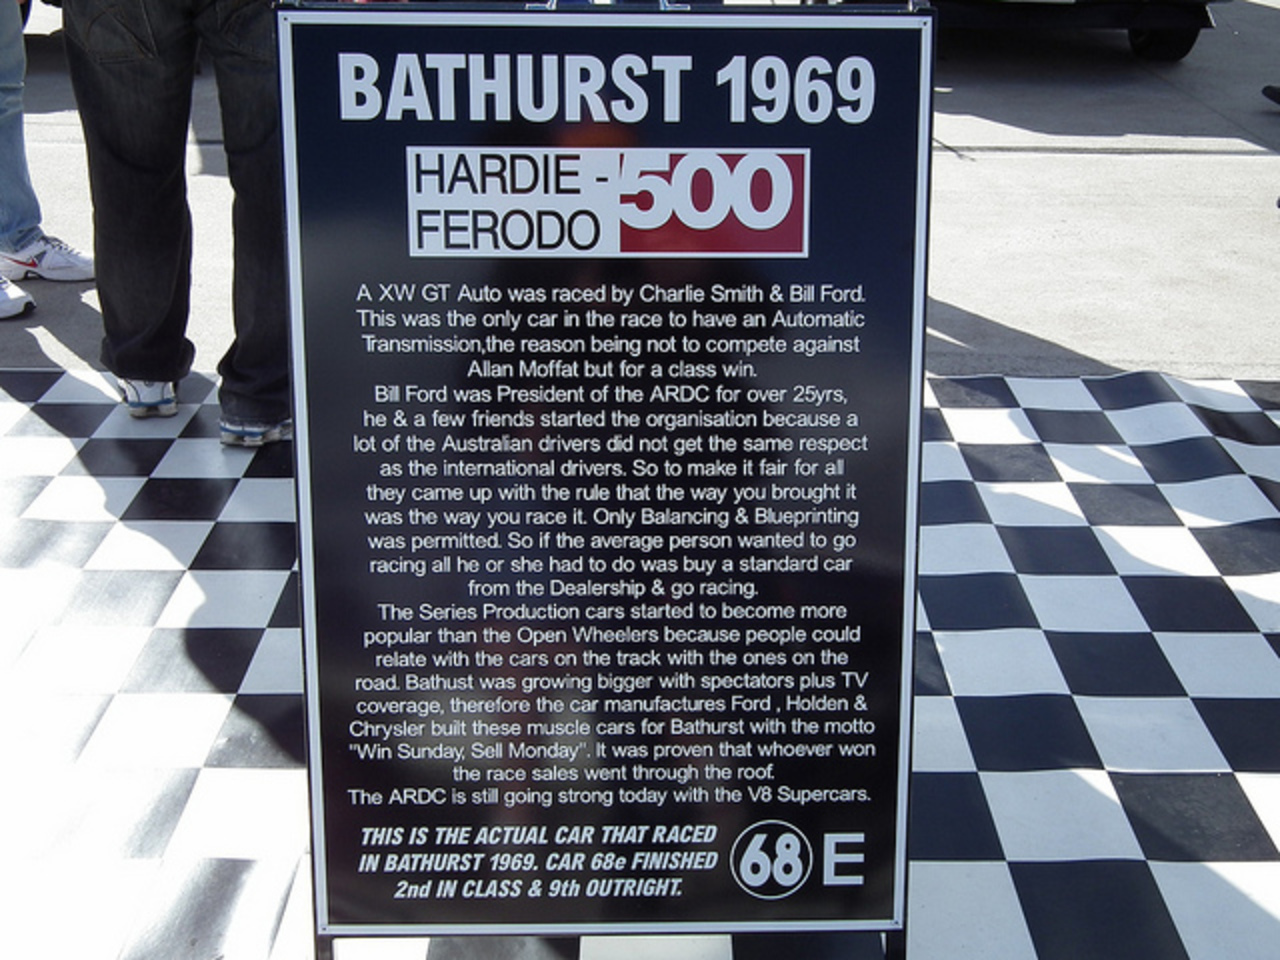 BATHURST 1969
HARDIE - 500
FERODO
A XW GT Auto was raced by Charlie Smith & Bill Ford.
This was the only car in the race to have an Automatic
Transmission,the reason being not to compete against
Allan Moffat but for a class win.
Bill Ford was President of the ARDC for over 25yrs,
he & a few friends started the organisation because a
lot of the Australian drivers did not get the same respect
as the international drivers. So to make it fair for all
they came up with the rule that the way you brought it
was the way you race it. Only Balancing & Blueprinting
was permitted. So if the average person wanted to go
racing all he or she had to do was buy a standard car
from the Dealership & go racing.
The Series Production cars started to become more
popular than the Open Wheelers because people could
relate with the cars on the track with the ones on the
road. Bathust was growing bigger with spectators plus TV
coverage, therefore the car manufactures Ford , Holden &
Chrysler built these muscle cars for Bathurst with the motto
"Win Sunday, Sell Monday". It was proven that whoever won
the race sales went through the roof.
The ARDC is still going strong today with the V8 Supercars.
THIS IS THE ACTUAL CAR THAT RACED
IN BATHURST 1969. CAR 68e FINISHED
2nd IN CLASS & 9th OUTRIGHT.
68 E